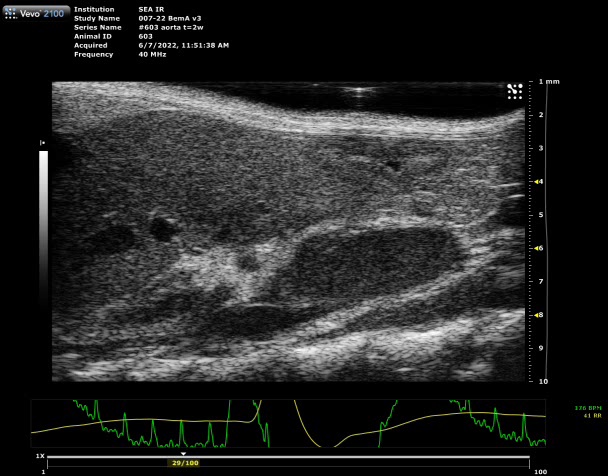 Vevo 2100
Institution SEA IR
Study Name 007-22 BemA v3
Series Name #603 aorta t=2w
Animal ID 603
Acquired 6/7/2022, 11:51:38 AM
Frequency 40 MHz
1 mm
2
3
4
5
6
7
8
9
10
41 RR
1X
29/100
1 100